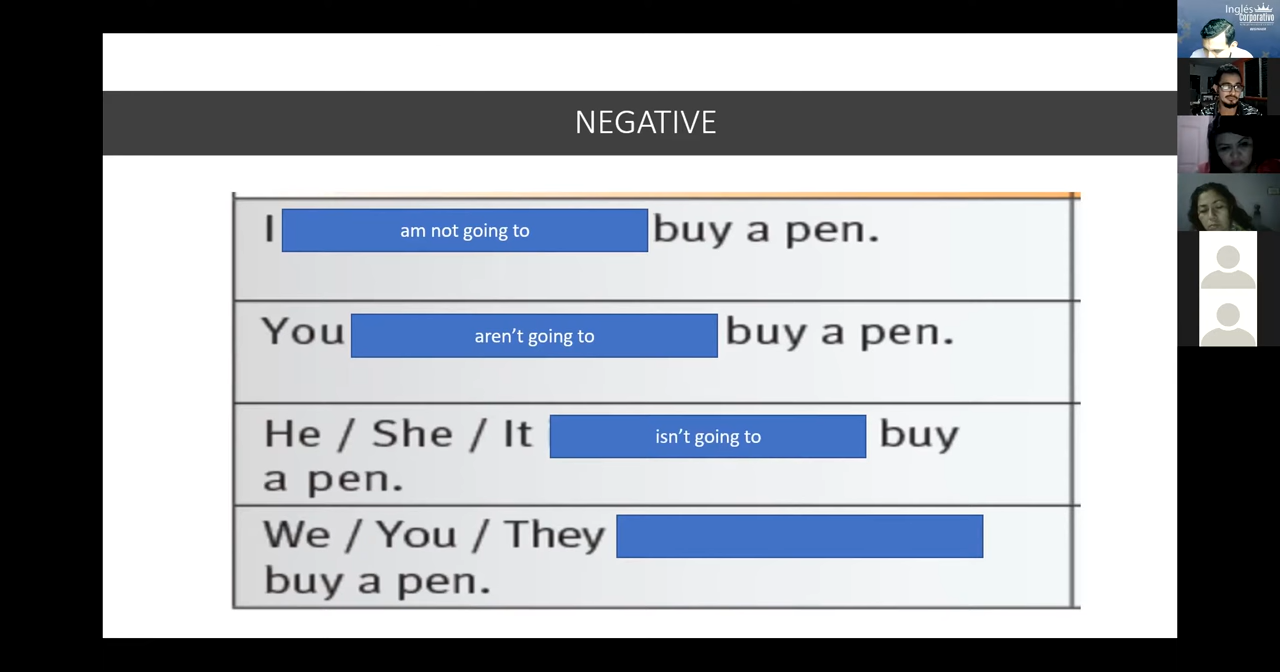 Inglés
Corporativo
NEGATIVE
I am not going to buy a pen.
You aren't going to buy a pen.
He / She / It isn't going to buy
a pen.
We / You / They
buy a pen.